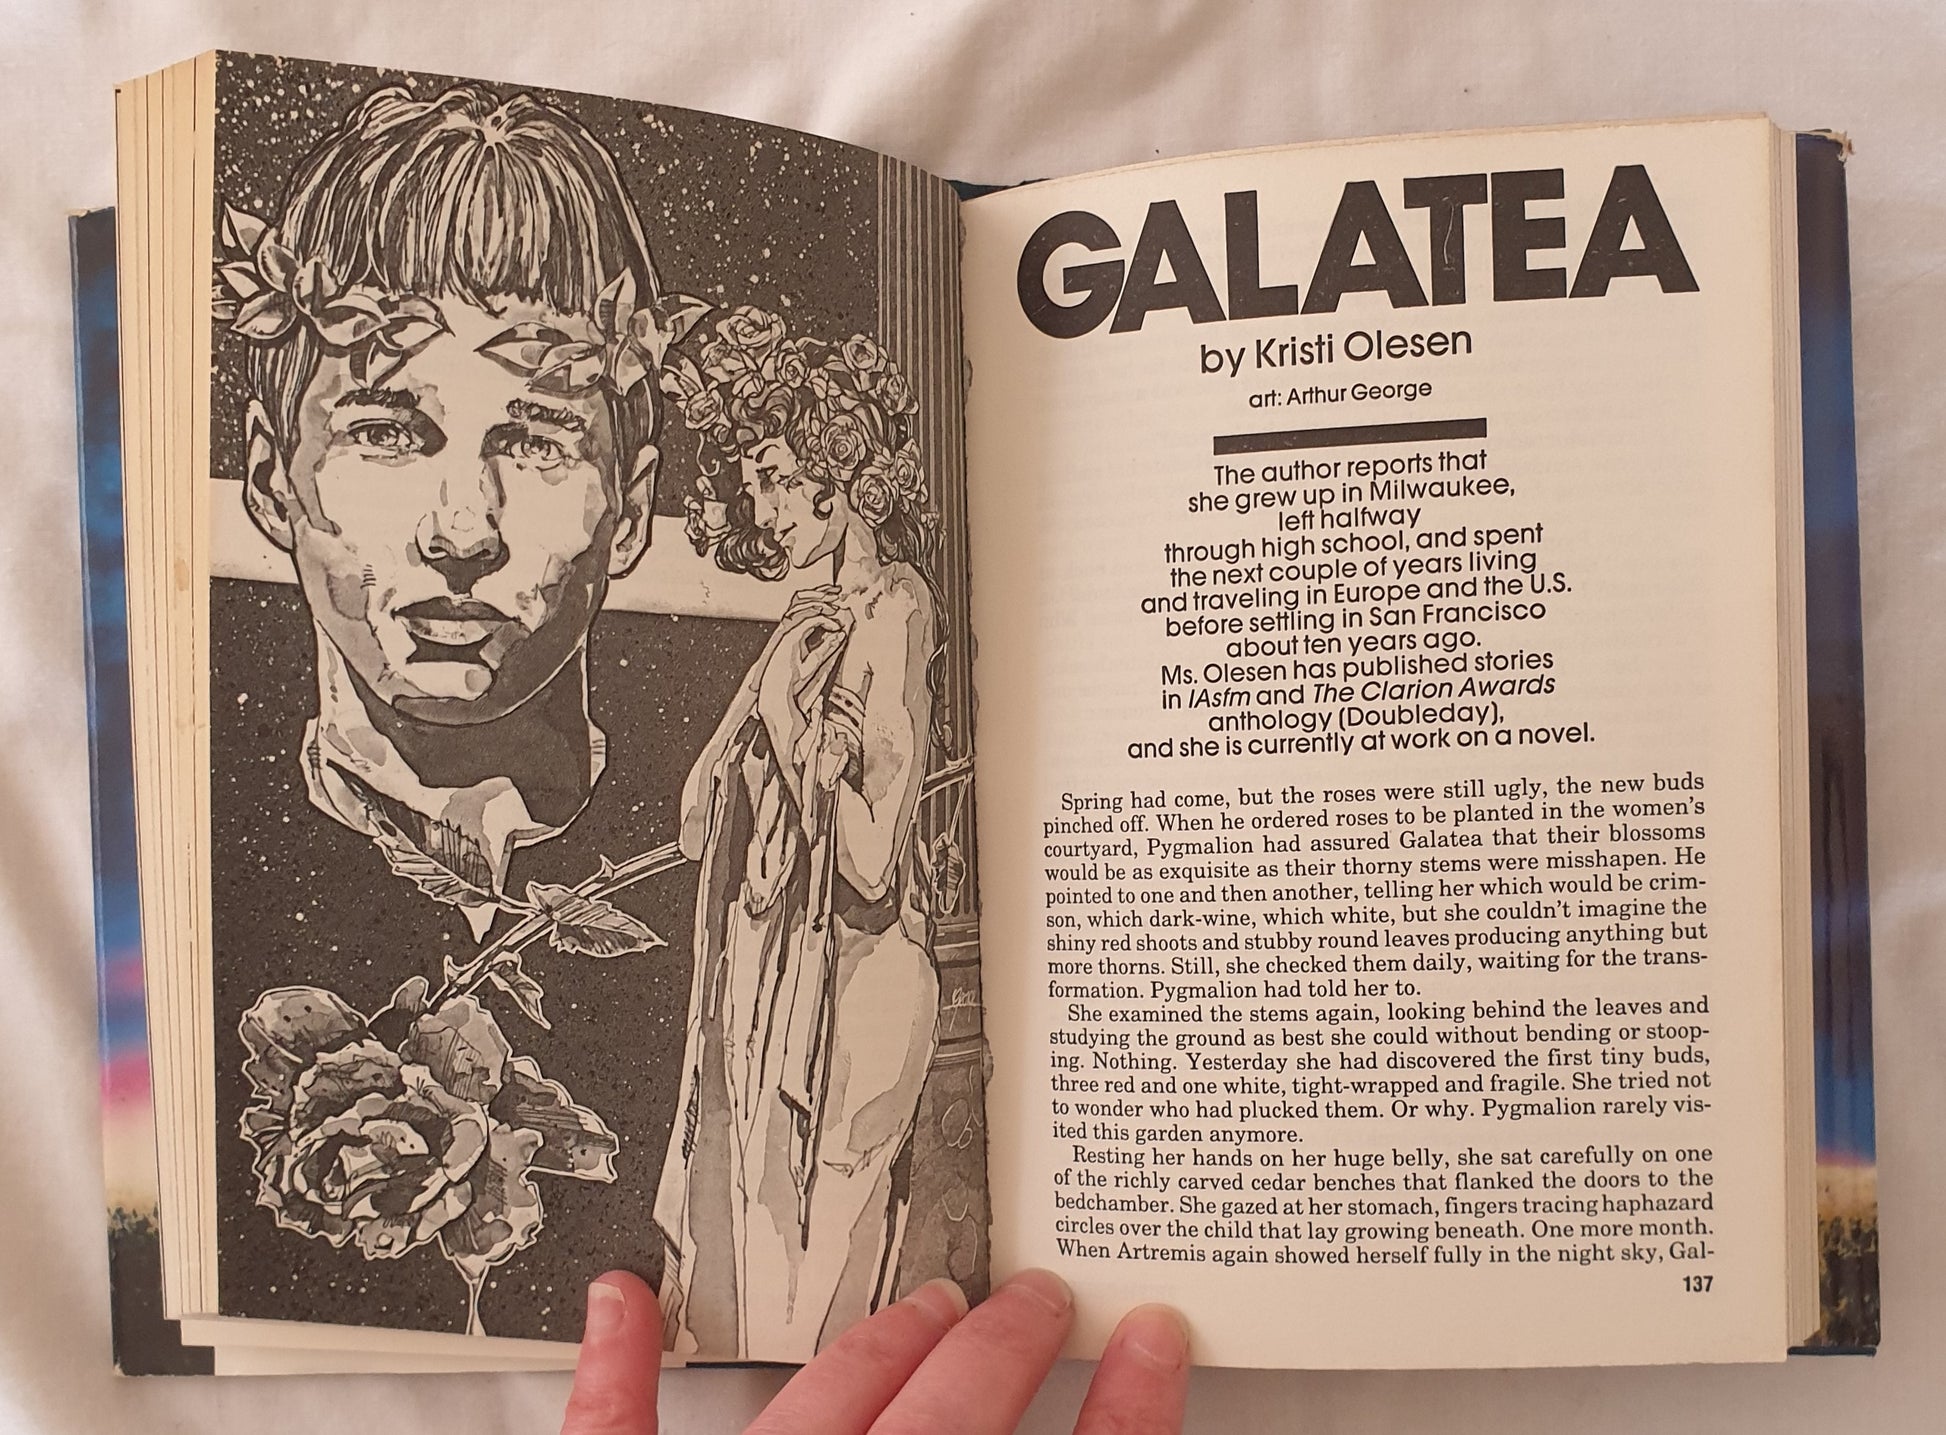 GALATEA
by Kristi Olesen
art: Arthur George
The author reports that
she grew up in Milwaukee,
left halfway
through high school, and spent
the next couple of years living
and traveling in Europe and the U.S.
before settling in San Francisco
about ten years ago.
Ms. Olesen has published stories
in IAsfm and The Clarion Awards
anthology (Doubleday),
and she is currently at work on a novel.
Spring had come, but the roses were still ugly, the new buds
pinched off. When he ordered roses to be planted in the women's
courtyard, Pygmalion had assured Galatea that their blossoms
would be as exquisite as their thorny stems were misshapen. He
pointed to one and then another, telling her which would be crim-
son, which dark-wine, which white, but she couldn't imagine the
shiny red shoots and stubby round leaves producing anything but
more thorns. Still, she checked them daily, waiting for the trans-
formation. Pygmalion had told her to.
She examined the stems again, looking behind the leaves and
studying the ground as best she could without bending or stoop-
ing. Nothing. Yesterday she had discovered the first tiny buds,
three red and one white, tight-wrapped and fragile. She tried not
to wonder who had plucked them. Or why. Pygmalion rarely vis-
ited this garden anymore.
Resting her hands on her huge belly, she sat carefully on one
of the richly carved cedar benches that flanked the doors to the
bedchamber. She gazed at her stomach, fingers tracing haphazard
circles over the child that lay growing beneath. One more month.
When Artremis again showed herself fully in the night sky, Gal-
137